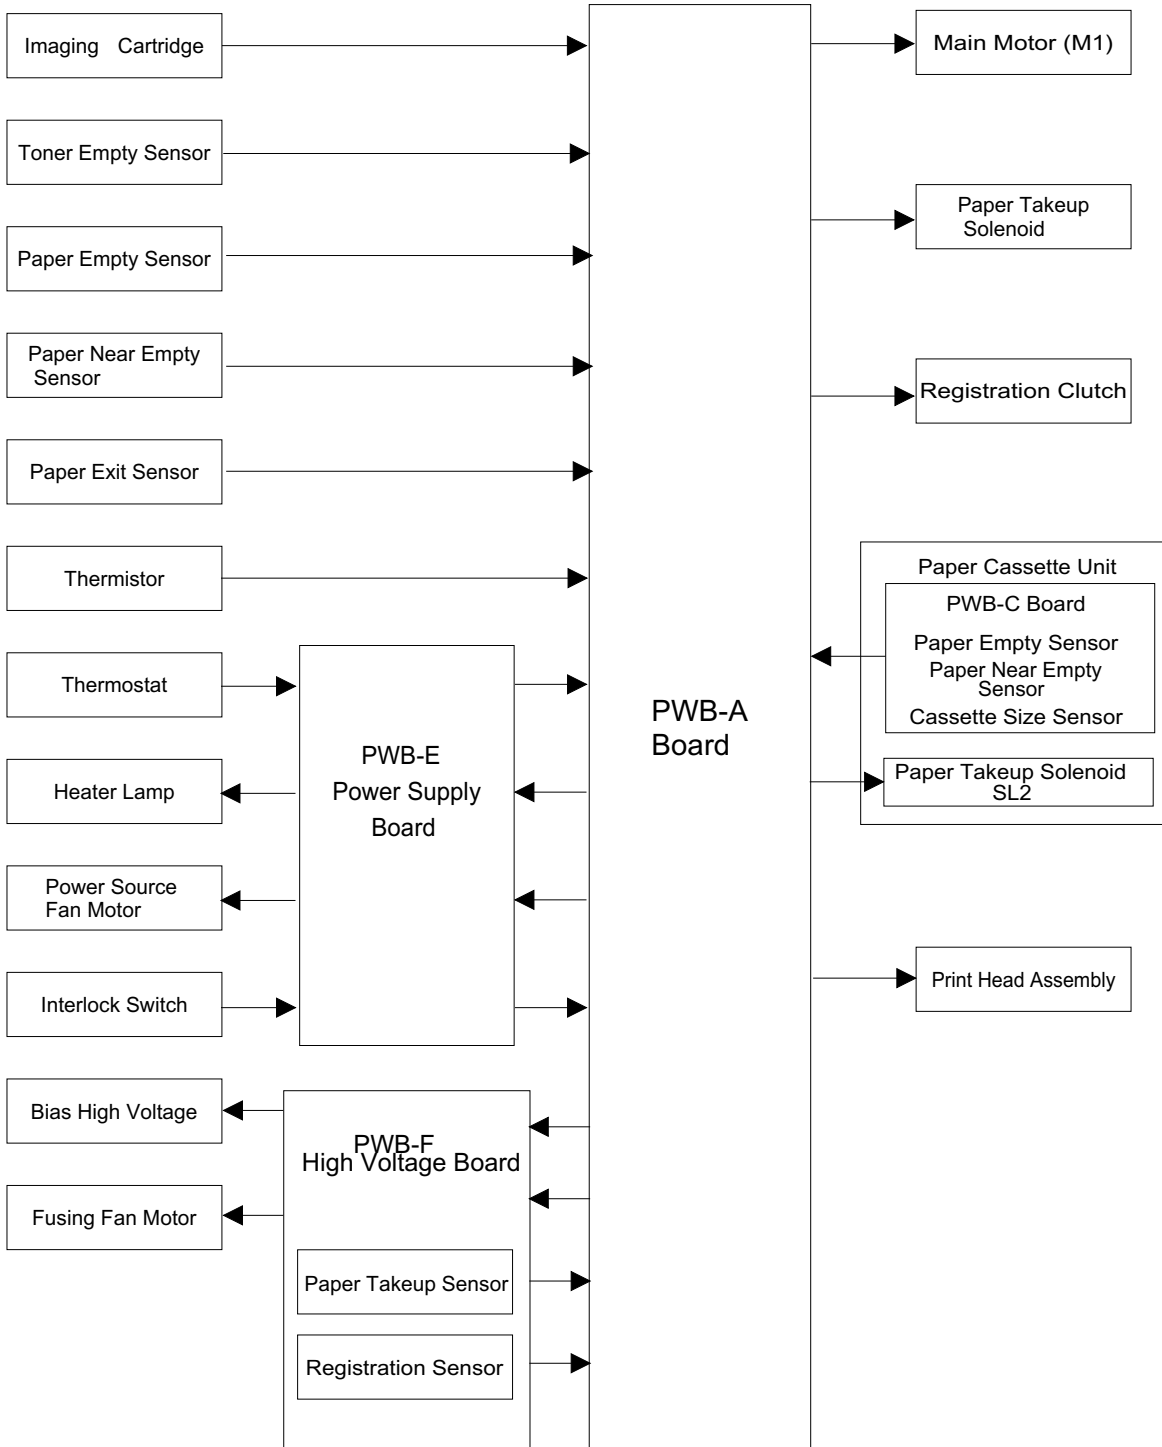 Imaging Cartridge
Toner Empty Sensor
Paper Empty Sensor
Paper Near Empty
Sensor
Paper Exit Sensor
Thermistor
Thermostat
Heater Lamp
Power Source
Fan Motor
Interlock Switch
Bias High Voltage
Fusing Fan Motor
PWB-E
Power Supply
Board
PWB-F
High Voltage Board
Paper Takeup Sensor
Registration Sensor
PWB-A
Board
Main Motor (M1)
Paper Takeup
Solenoid
Registration Clutch
Paper Cassette Unit
PWB-C Board
Paper Empty Sensor
Paper Near Empty
Sensor
Cassette Size Sensor
Paper Takeup Solenoid
SL2
Print Head Assembly